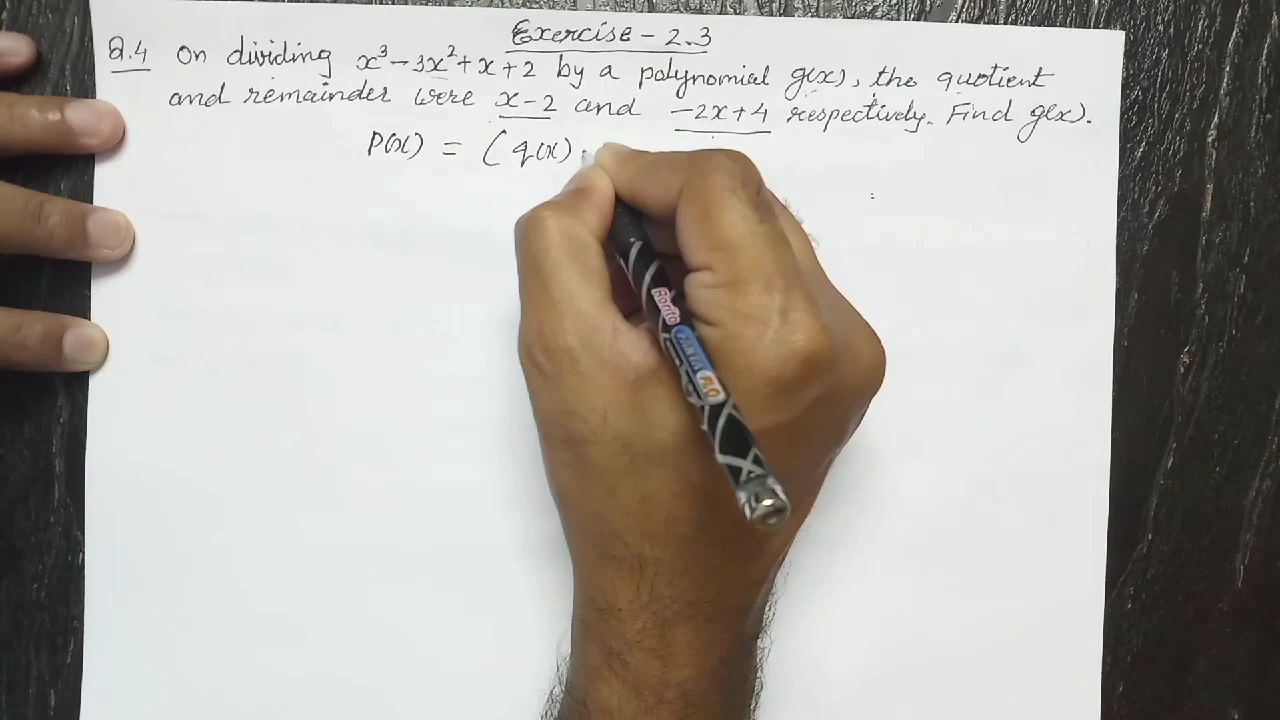 Exercise - 2.3
Q.4 on dividing x³-3x²+x+2 by a polynomial g(x), the quotient
and remainder were x-2 and -2x+4 respectively. Find g(x).
P(x) = (q(x)